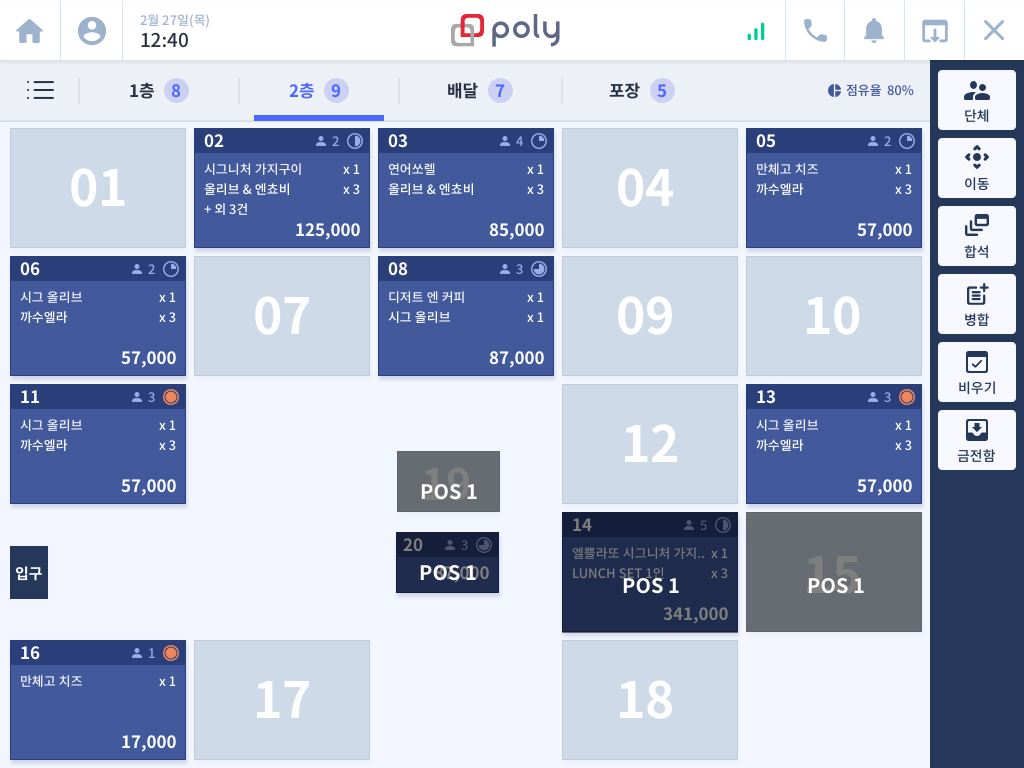 2월 27일(목)
12:40
poly
1층 8
2층 9
배달 7
포장 5
점유율 80%
01
02 2
시그니처 가지구이 x 1
올리브 & 엔쵸비 x 3
+ 외 3건
125,000
03 4
연어쏘렐 x 1
올리브 & 엔쵸비 x 3
85,000
04
05 2
만체고 치즈 x 1
까수엘라 x 3
57,000
06 2
시그 올리브 x 1
까수엘라 x 3
57,000
07
08 3
디저트 엔 커피 x 1
시그 올리브 x 1
87,000
09
10
11 3
시그 올리브 x 1
까수엘라 x 3
57,000
12
13 3
시그 올리브 x 1
까수엘라 x 3
57,000
19
POS 1
입구
20 3
POS 1
14 5
엘쁠라또 시그니처 가지.. x 1
LUNCH SET 1인 x 3
POS 1
341,000
15
POS 1
16 1
만체고 치즈 x 1
17,000
17
18
단체
이동
합석
병합
비우기
금전함